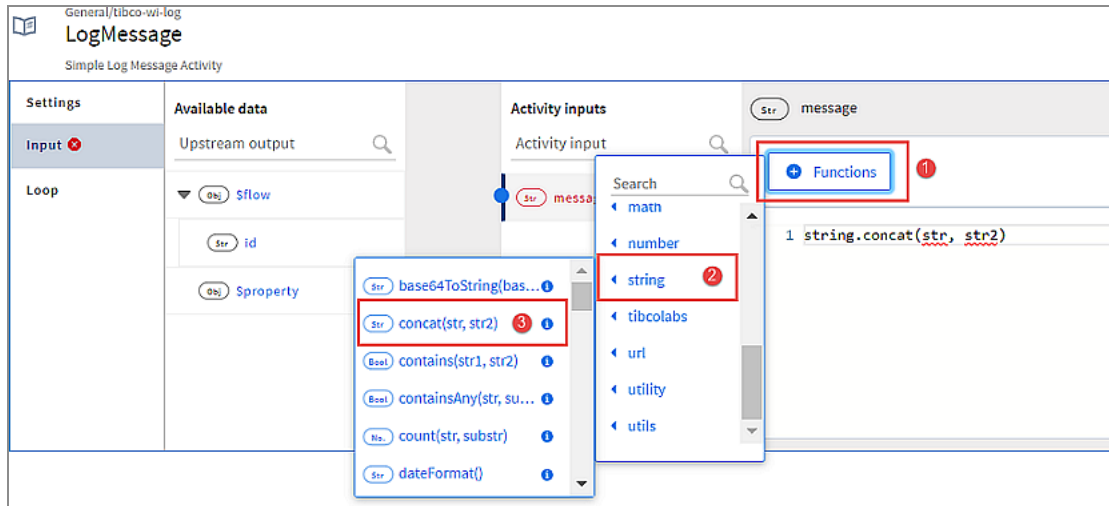 General/tibco-wi-log
LogMessage
Simple Log Message Activity
Settings
Input
Loop
Available data
Upstream output
Obj $flow
Str id
Obj $property
Activity inputs
Activity input
Str messa
Str message
Functions 1
1 string.concat(str, str2)
Search
math
number
string 2
tibcolabs
url
utility
utils
Str base64ToString(bas...
Str concat(str, str2) 3
Bool contains(str1, str2)
Bool containsAny(str, su...
No. count(str, substr)
Str dateFormat()